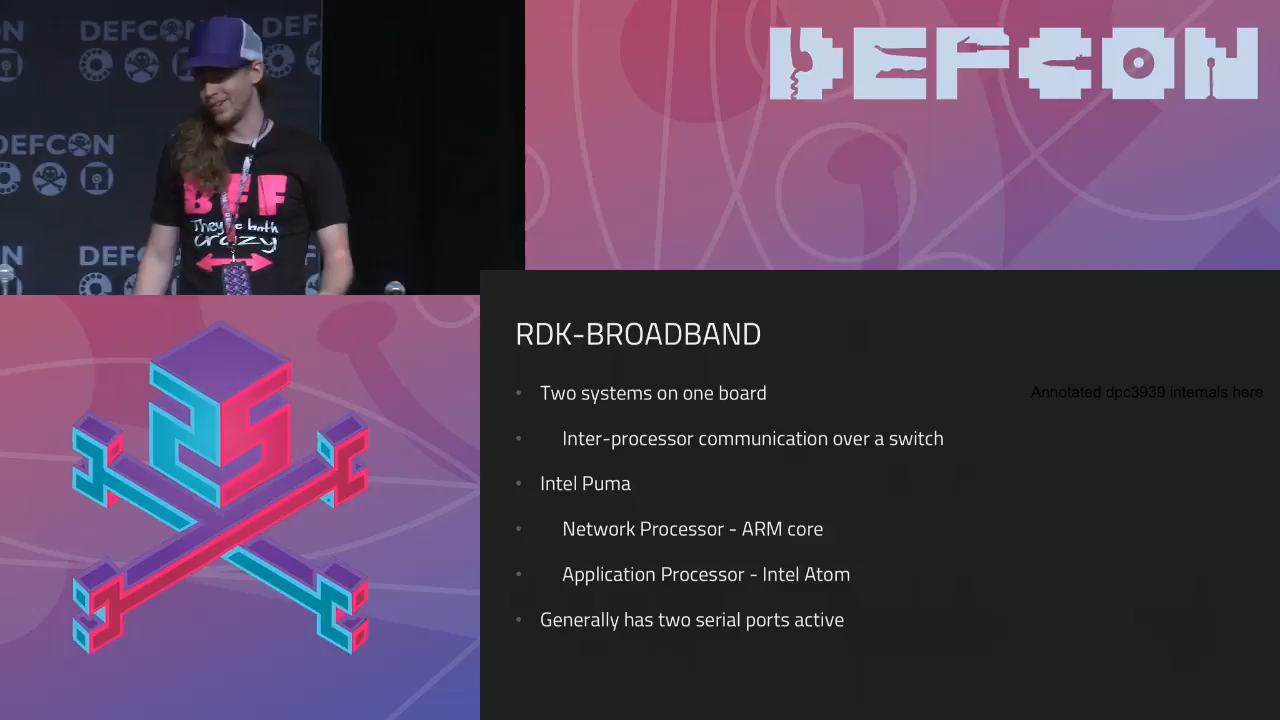 DEFCON
DEFCON
DEF
DEFCON
DEFCON
N
DEF
BFF
They're both
crazy
RDK-BROADBAND
Two systems on one board
Annotated dpc3939 internals here
Inter-processor communication over a switch
Intel Puma
Network Processor - ARM core
Application Processor - Intel Atom
Generally has two serial ports active